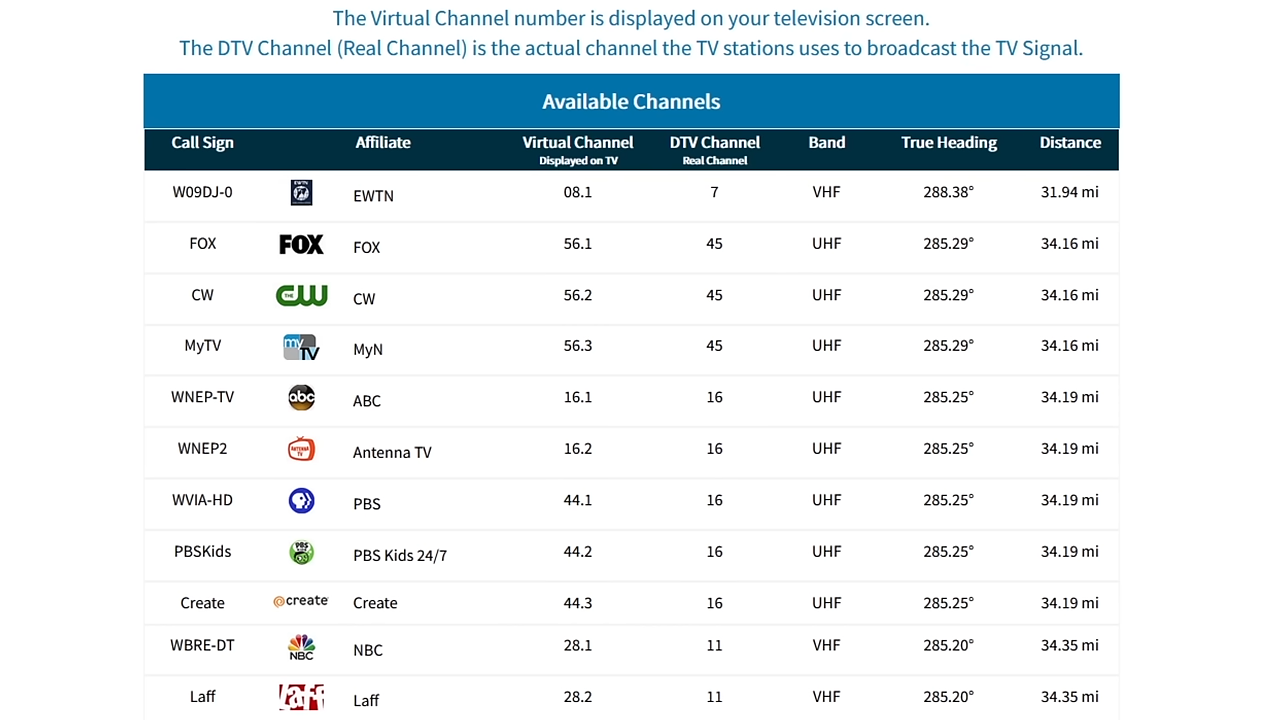 The Virtual Channel number is displayed on your television screen.
The DTV Channel (Real Channel) is the actual channel the TV stations uses to broadcast the TV Signal.
Available Channels
Call Sign Affiliate Virtual Channel DTV Channel Band True Heading Distance
Displayed on TV Real Channel
W09DJ-0 EWTN EWTN 08.1 7 VHF 288.38° 31.94 mi
FOX FOX FOX 56.1 45 UHF 285.29° 34.16 mi
CW THE CW CW 56.2 45 UHF 285.29° 34.16 mi
MyTV my TV MyN 56.3 45 UHF 285.29° 34.16 mi
WNEP-TV abc ABC 16.1 16 UHF 285.25° 34.19 mi
WNEP2 ANTENNA TV Antenna TV 16.2 16 UHF 285.25° 34.19 mi
WVIA-HD PBS 44.1 16 UHF 285.25° 34.19 mi
PBSKids PBS KIDS PBS Kids 24/7 44.2 16 UHF 285.25° 34.19 mi
Create create Create 44.3 16 UHF 285.25° 34.19 mi
WBRE-DT NBC NBC 28.1 11 VHF 285.20° 34.35 mi
Laff Laff Laff 28.2 11 VHF 285.20° 34.35 mi